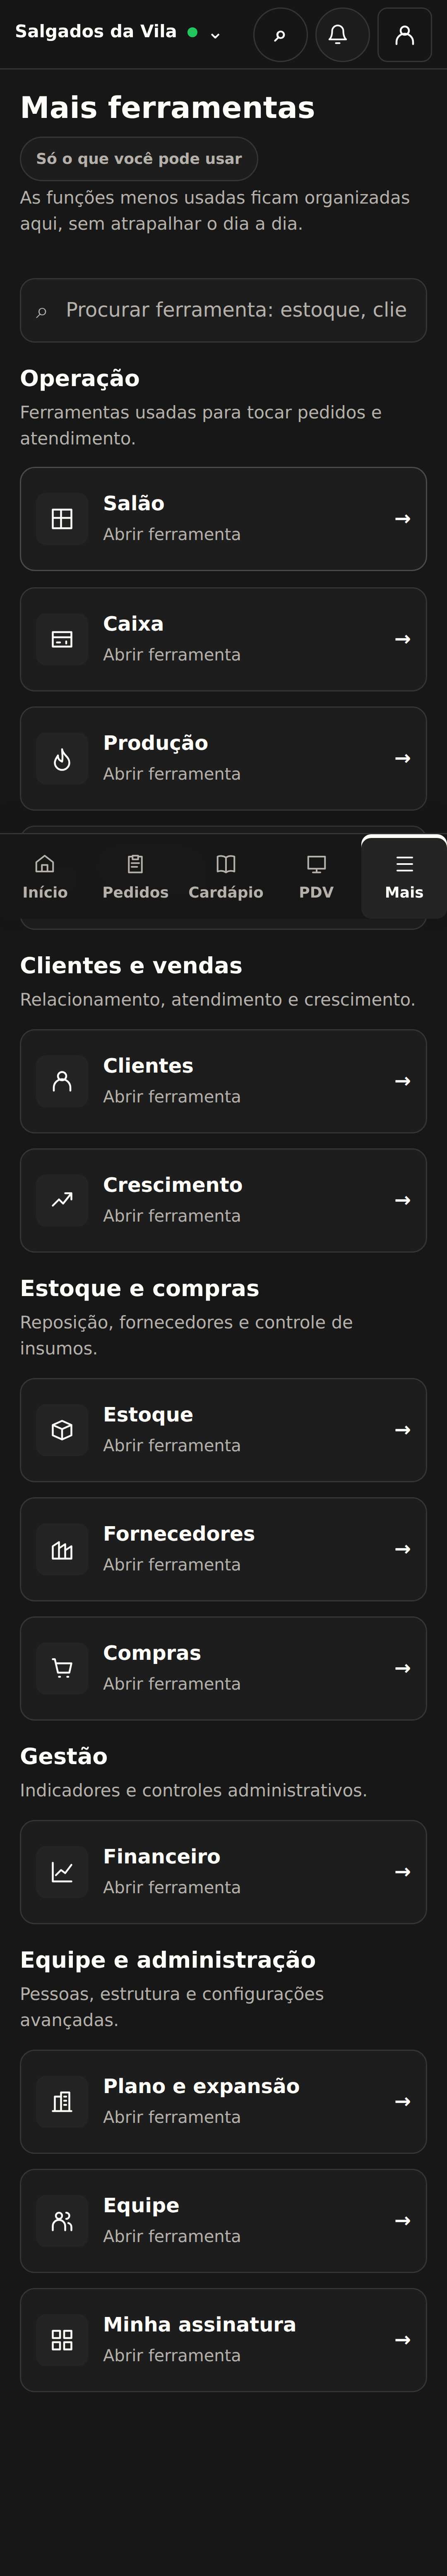 Salgados da Vila
Mais ferramentas
Só o que você pode usar
As funções menos usadas ficam organizadas
aqui, sem atrapalhar o dia a dia.
Procurar ferramenta: estoque, clie
Operação
Ferramentas usadas para tocar pedidos e
atendimento.
Salão
Abrir ferramenta
Caixa
Abrir ferramenta
Produção
Abrir ferramenta
Início
Pedidos
Cardápio
PDV
Mais
Clientes e vendas
Relacionamento, atendimento e crescimento.
Clientes
Abrir ferramenta
Crescimento
Abrir ferramenta
Estoque e compras
Reposição, fornecedores e controle de
insumos.
Estoque
Abrir ferramenta
Fornecedores
Abrir ferramenta
Compras
Abrir ferramenta
Gestão
Indicadores e controles administrativos.
Financeiro
Abrir ferramenta
Equipe e administração
Pessoas, estrutura e configurações
avançadas.
Plano e expansão
Abrir ferramenta
Equipe
Abrir ferramenta
Minha assinatura
Abrir ferramenta